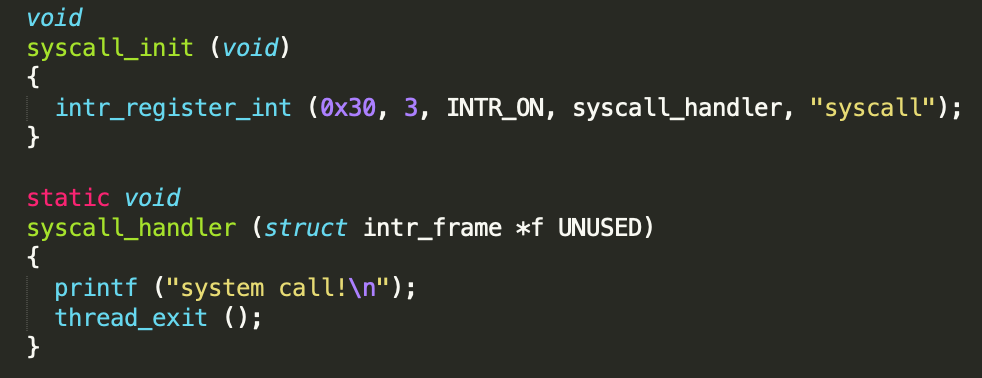 void
syscall_init (void)
{
  intr_register_int (0x30, 3, INTR_ON, syscall_handler, "syscall");
}

static void
syscall_handler (struct intr_frame *f UNUSED)
{
  printf ("system call!\n");
  thread_exit ();
}